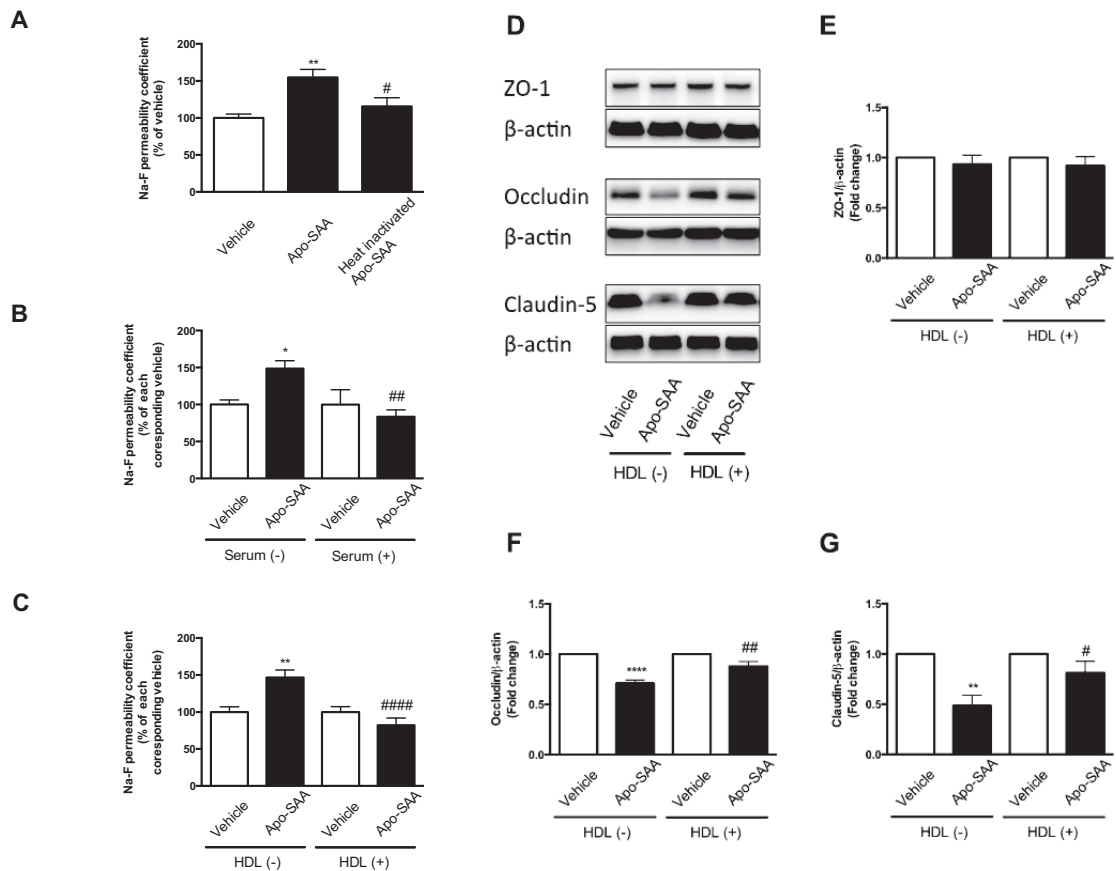 A
Na-F permeability coefficient
(% of vehicle)
200
150
100
50
0
**
#
Vehicle
Apo-SAA
Heat inactivated
Apo-SAA
B
Na-F permeability coefficient
(% of each
coresponding vehicle)
200
150
100
50
0
*
##
Vehicle
Apo-SAA
Vehicle
Apo-SAA
Serum (-)
Serum (+)
C
Na-F permeability coefficient
(% of each
coresponding vehicle)
200
150
100
50
0
**
####
Vehicle
Apo-SAA
Vehicle
Apo-SAA
HDL (-)
HDL (+)
D
ZO-1
β-actin
Occludin
β-actin
Claudin-5
β-actin
Vehicle
Apo-SAA
Vehicle
Apo-SAA
HDL (-)
HDL (+)
E
ZO-1/β-actin
(Fold change)
1.5
1.0
0.5
0.0
Vehicle
Apo-SAA
Vehicle
Apo-SAA
HDL (-)
HDL (+)
F
Occludin/β-actin
(Fold change)
1.5
1.0
0.5
0.0
****
##
Vehicle
Apo-SAA
Vehicle
Apo-SAA
HDL (-)
HDL (+)
G
Claudin-5/β-actin
(Fold change)
1.5
1.0
0.5
0.0
**
#
Vehicle
Apo-SAA
Vehicle
Apo-SAA
HDL (-)
HDL (+)